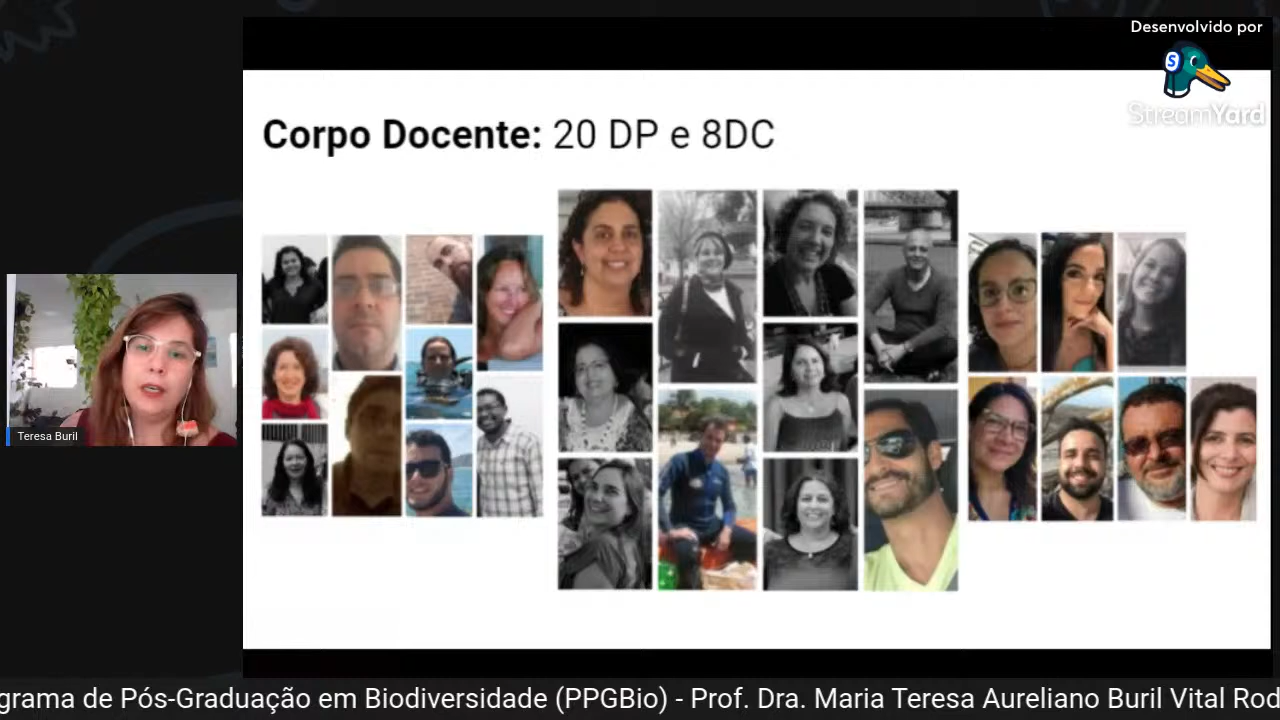 Desenvolvido por
StreamYard
Corpo Docente: 20 DP e 8DC
Teresa Buril
grama de Pós-Graduação em Biodiversidade (PPGBio) - Prof. Dra. Maria Teresa Aureliano Buril Vital Rod